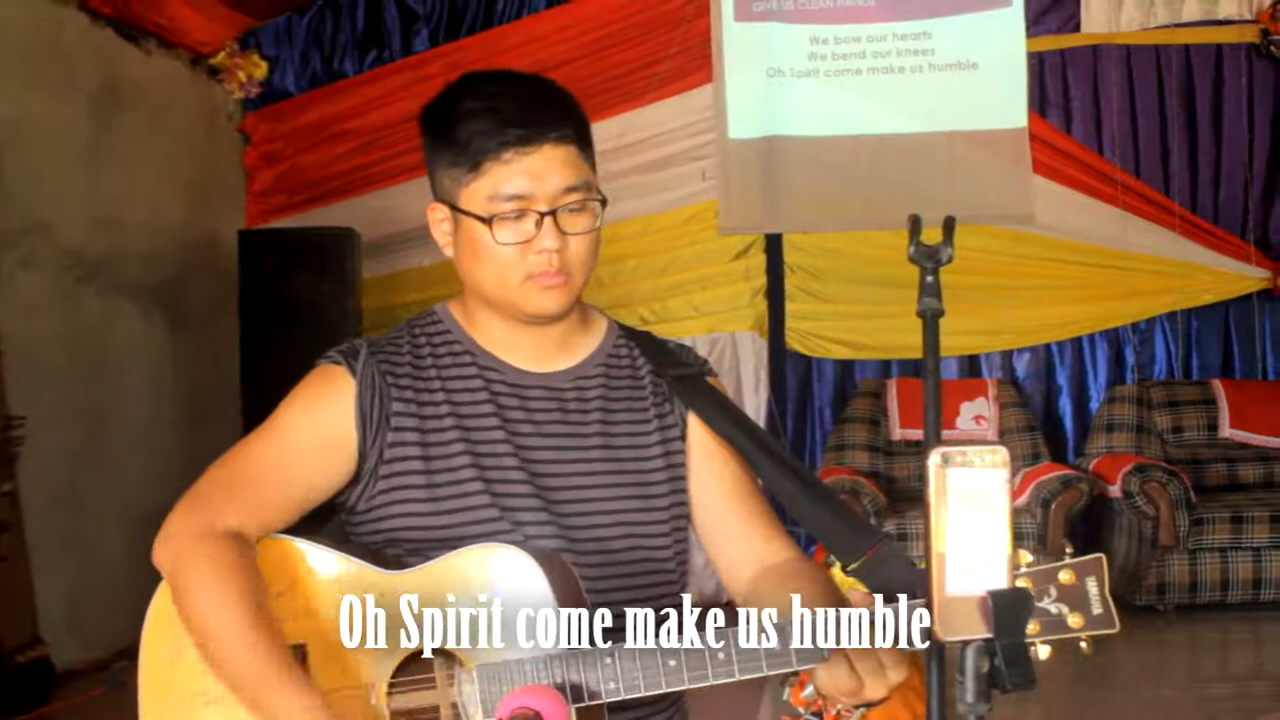 GIVE US CLEAN HANDS
We bow our hearts
We bend our knees
Oh Spirit come make us humble
YAMAHA
Oh Spirit come make us humble